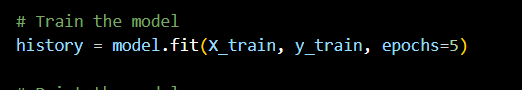 # Train the model
history = model.fit(X_train, y_train, epochs=5)